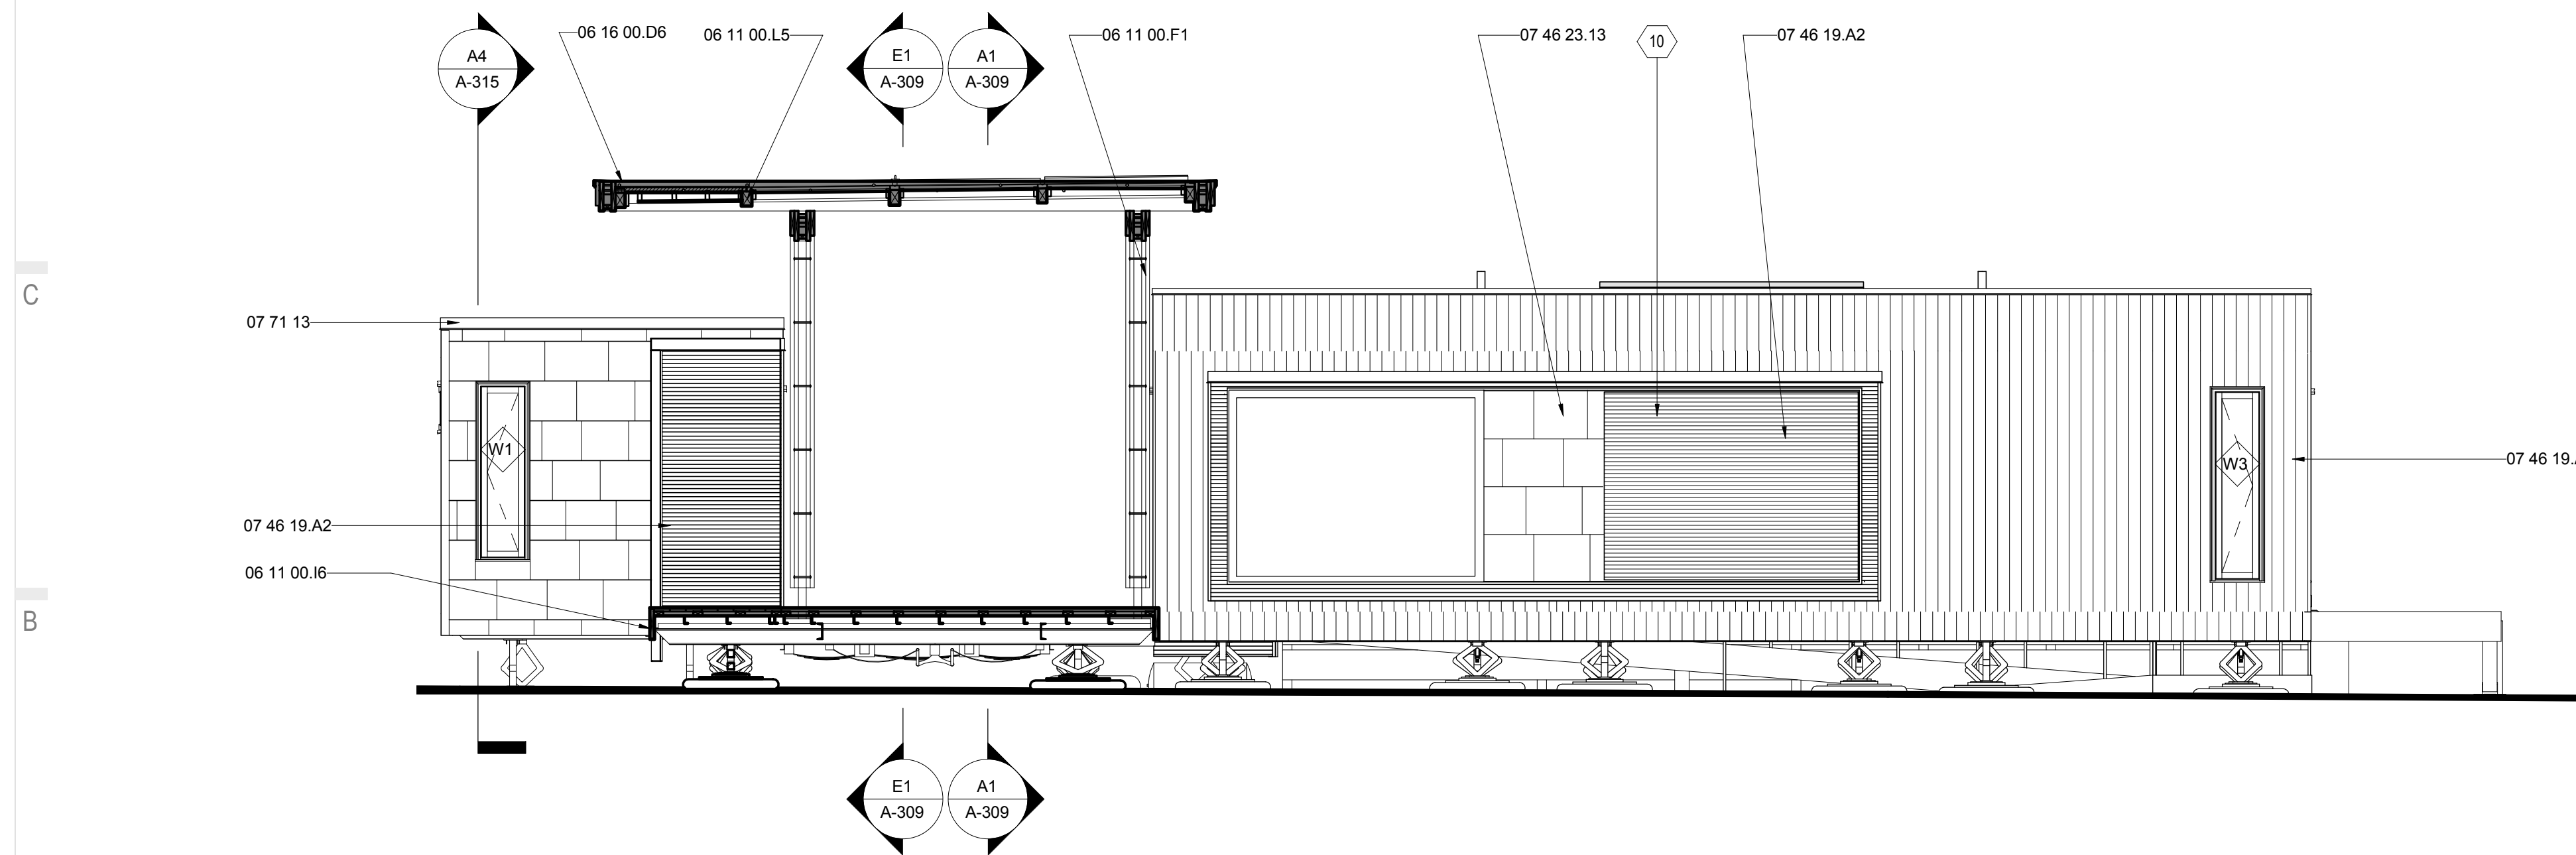 06 16 00.D6
06 11 00.L5
06 11 00.F1
07 46 23.13
10
07 46 19.A2
A4
A-315
E1
A-309
A1
A-309
C
07 71 13
W1
W3
07 46 19.
07 46 19.A2
06 11 00.I6
B
E1
A-309
A1
A-309